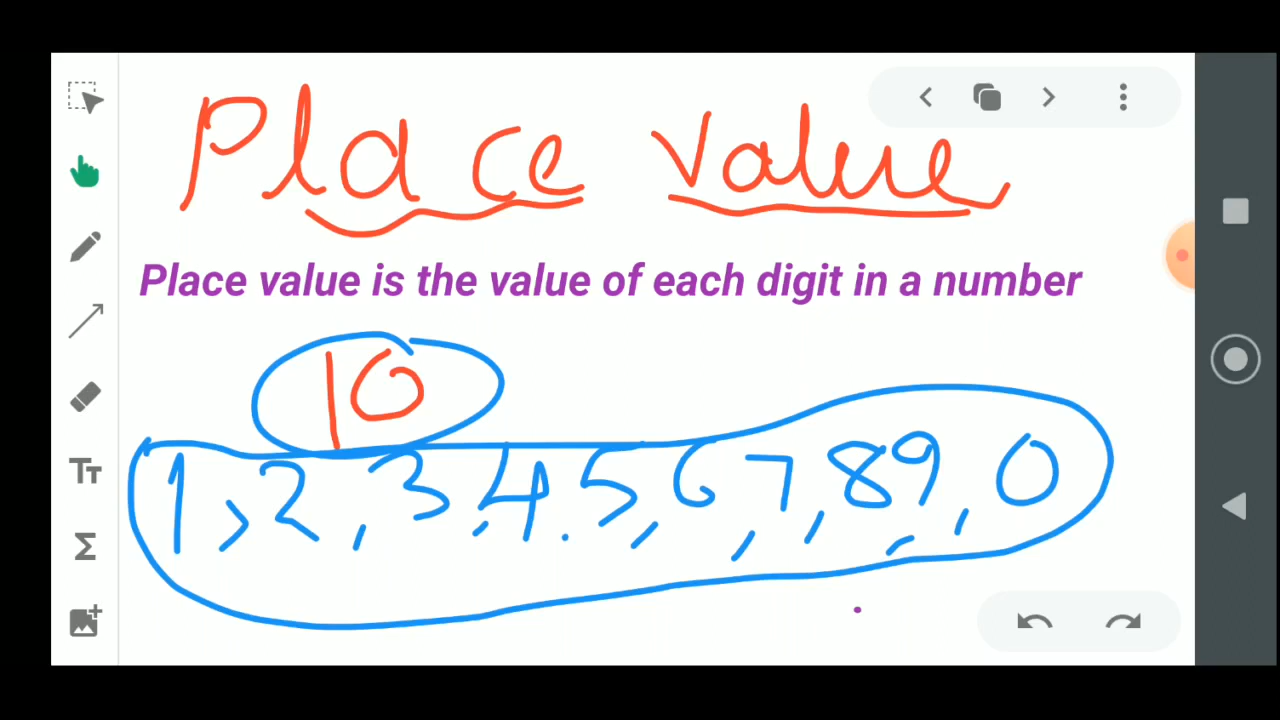 Place value
Place value is the value of each digit in a number
10
1, 2, 3, 4, 5, 6, 7, 8 9, 0
Tт
Σ